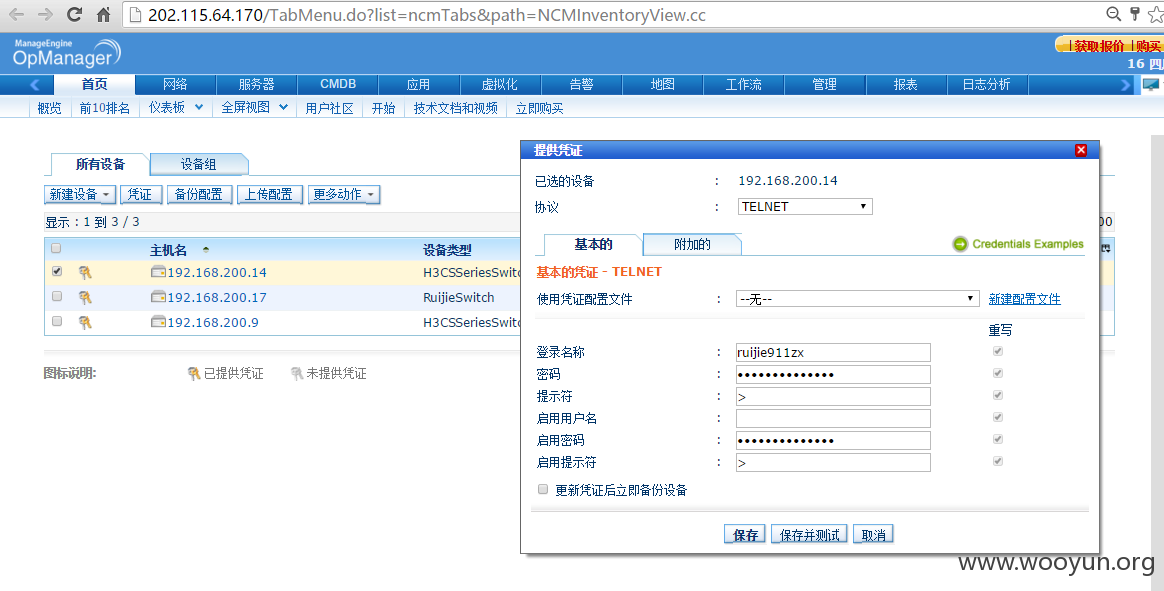 202.115.64.170/TabMenu.do?list=ncmTabs&path=NCMInventoryView.cc
ManageEngine
OpManager
获取报价 | 购买
16 四
首页 网络 服务器 CMDB 应用 虚拟化 告警 地图 工作流 管理 报表 日志分析
概览 前10排名 仪表板 全屏视图 用户社区 开始 技术文档和视频 立即购买
所有设备 设备组
新建设备 凭证 备份配置 上传配置 更多动作
显示 : 1 到 3 / 3
00
主机名 设备类型
192.168.200.14 H3CSSeriesSwitc
192.168.200.17 RuijieSwitch
192.168.200.9 H3CSSeriesSwitc
图标说明: 已提供凭证 未提供凭证
提供凭证
已选的设备 : 192.168.200.14
协议 : TELNET
基本的 附加的 Credentials Examples
基本的凭证 - TELNET
使用凭证配置文件 : --无-- 新建配置文件
重写
登录名称 : ruijie911zx
密码 : ••••••••••••••
提示符 : >
启用用户名 :
启用密码 : ••••••••••••••
启用提示符 : >
更新凭证后立即备份设备
保存 保存并测试 取消
www.wooyun.org